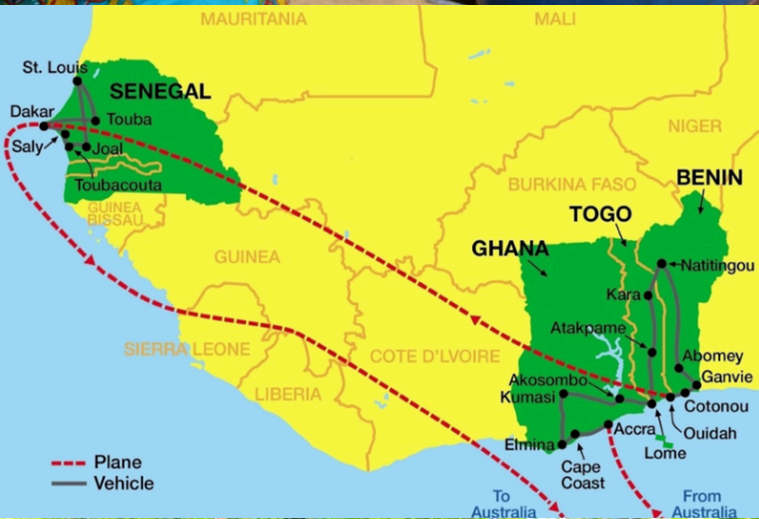 MAURITANIA
MALI
St. Louis
SENEGAL
Dakar
Touba
Saly
Joal
Toubacouta
NIGER
BENIN
BURKINA FASO
TOGO
GUINEA
BISSAU
GUINEA
GHANA
Natitingou
Kara
Atakpame
SIERRA LEONE
COTE D'LVOIRE
Abomey
Akosombo
Ganvie
Kumasi
LIBERIA
Cotonou
Accra
Ouidah
Elmina
Lome
Cape
Coast
Plane
Vehicle
To
Australia
From
Australia